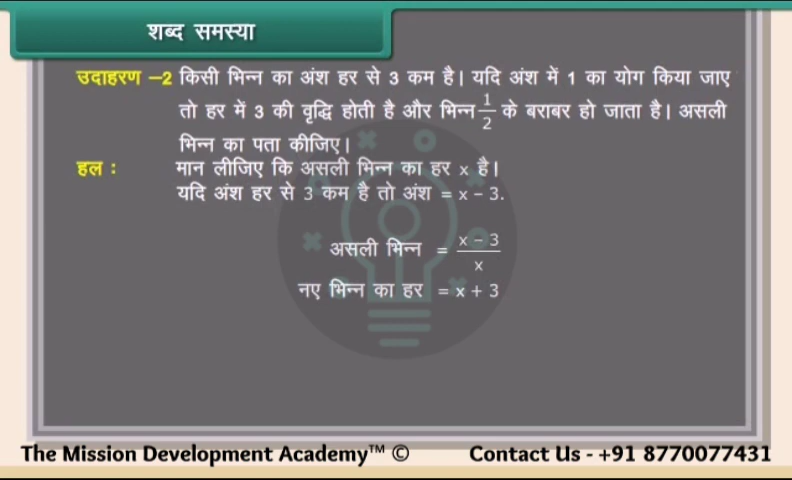 शब्द समस्या
उदाहरण –2 किसी भिन्न का अंश हर से 3 कम है। यदि अंश में 1 का योग किया जाए
तो हर में 3 की वृद्धि होती है और भिन्न 1/2 के बराबर हो जाता है। असली
भिन्न का पता कीजिए।
हल : मान लीजिए कि असली भिन्न का हर x है।
यदि अंश हर से 3 कम है तो अंश = x – 3.
असली भिन्न = x – 3 / x
नए भिन्न का हर = x + 3
The Mission Development Academy™ © Contact Us - +91 8770077431